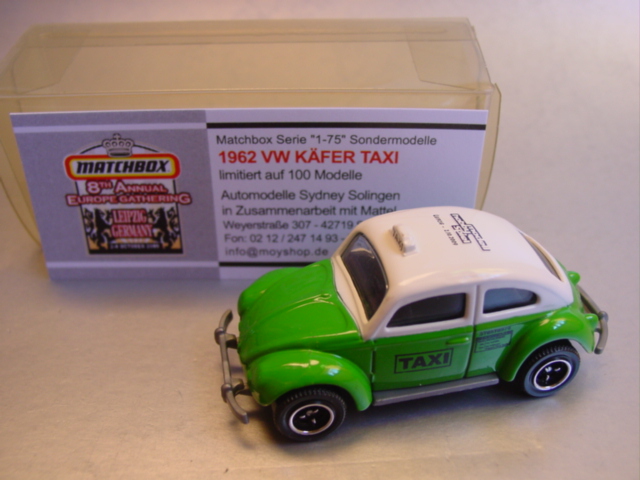 Matchbox Serie "1-75" Sondermodelle
1962 VW KÄFER TAXI
limitiert auf 100 Modelle
Automodelle Sydney Solingen
in Zusammenarbeit mit Mattel
Weyerstraße 307 - 42719
Fon: 02 12 / 247 14 93
info@moyshop.de
MATCHBOX
8TH ANNUAL
EUROPE GATHERING
LEIPZIG
GERMANY
TAXI